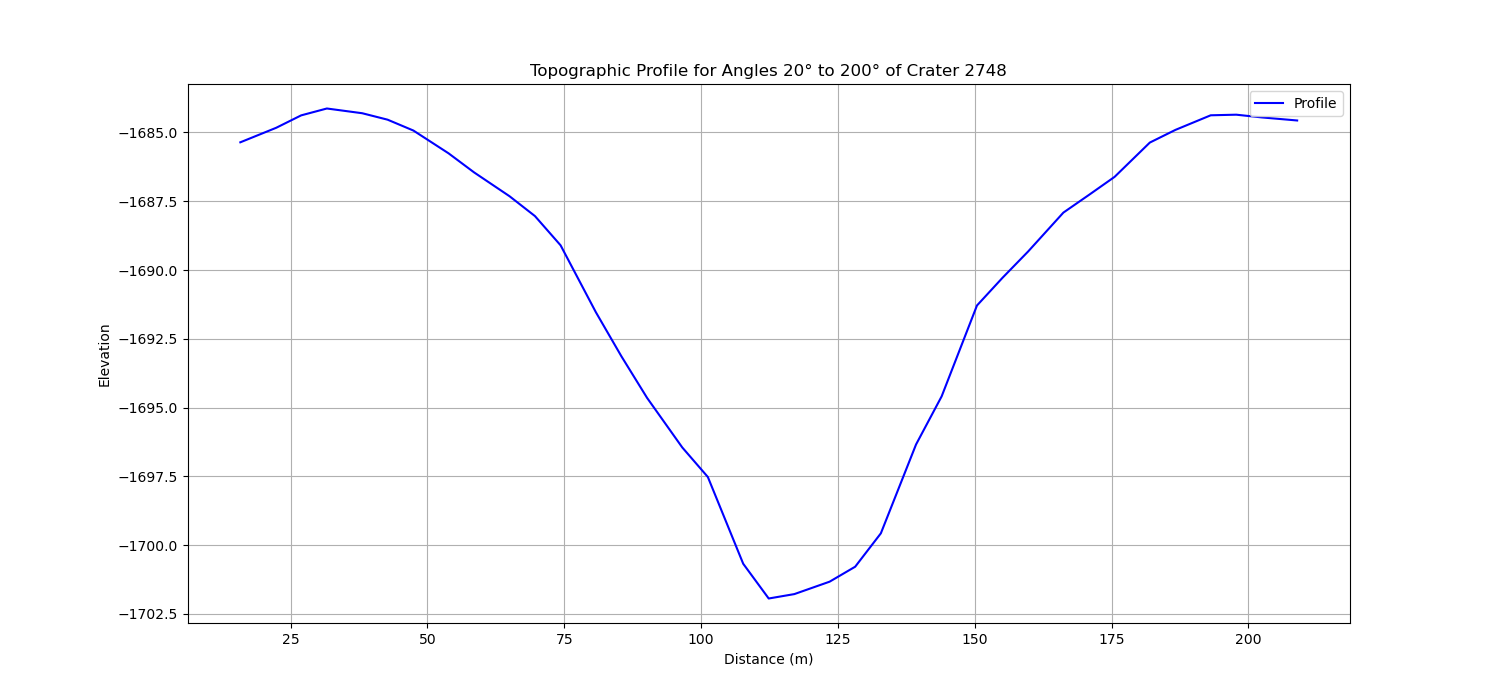 Topographic Profile for Angles 20° to 200° of Crater 2748
Profile
−1685.0
−1687.5
−1690.0
−1692.5
−1695.0
−1697.5
−1700.0
−1702.5
Elevation
25 50 75 100 125 150 175 200
Distance (m)